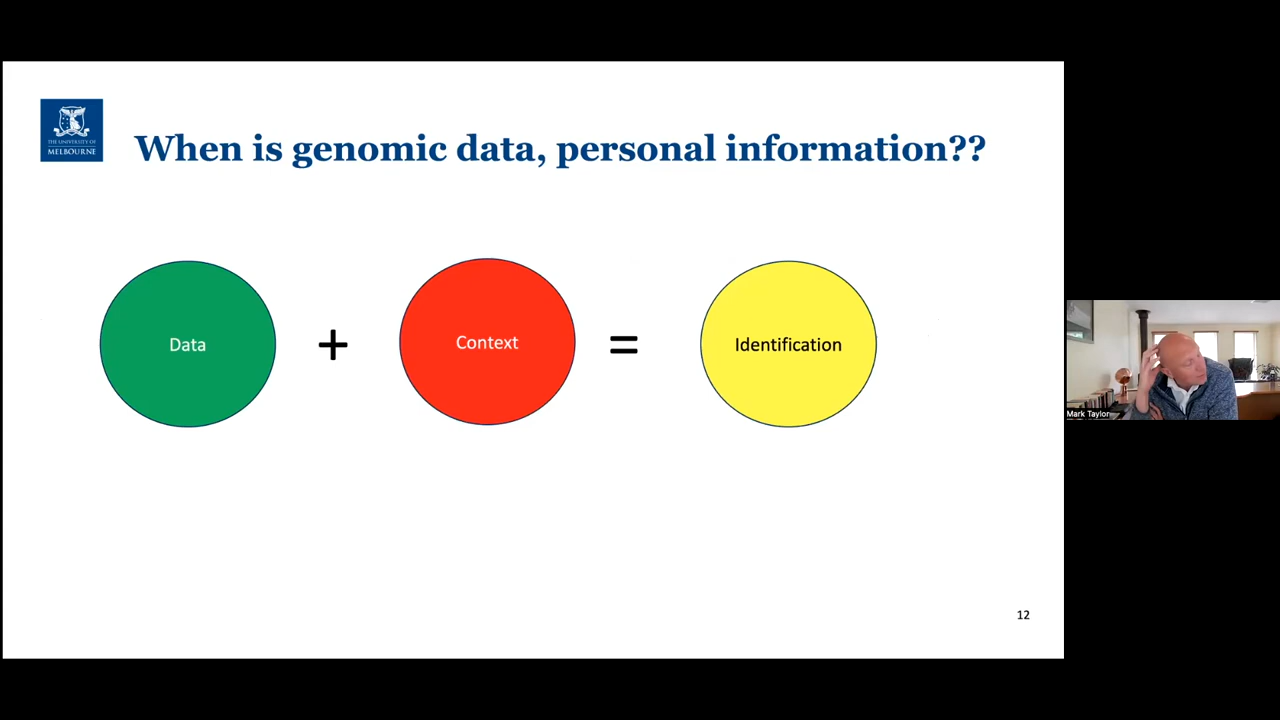 THE UNIVERSITY OF
MELBOURNE
When is genomic data, personal information??
Data + Context = Identification
12
Mark Taylor